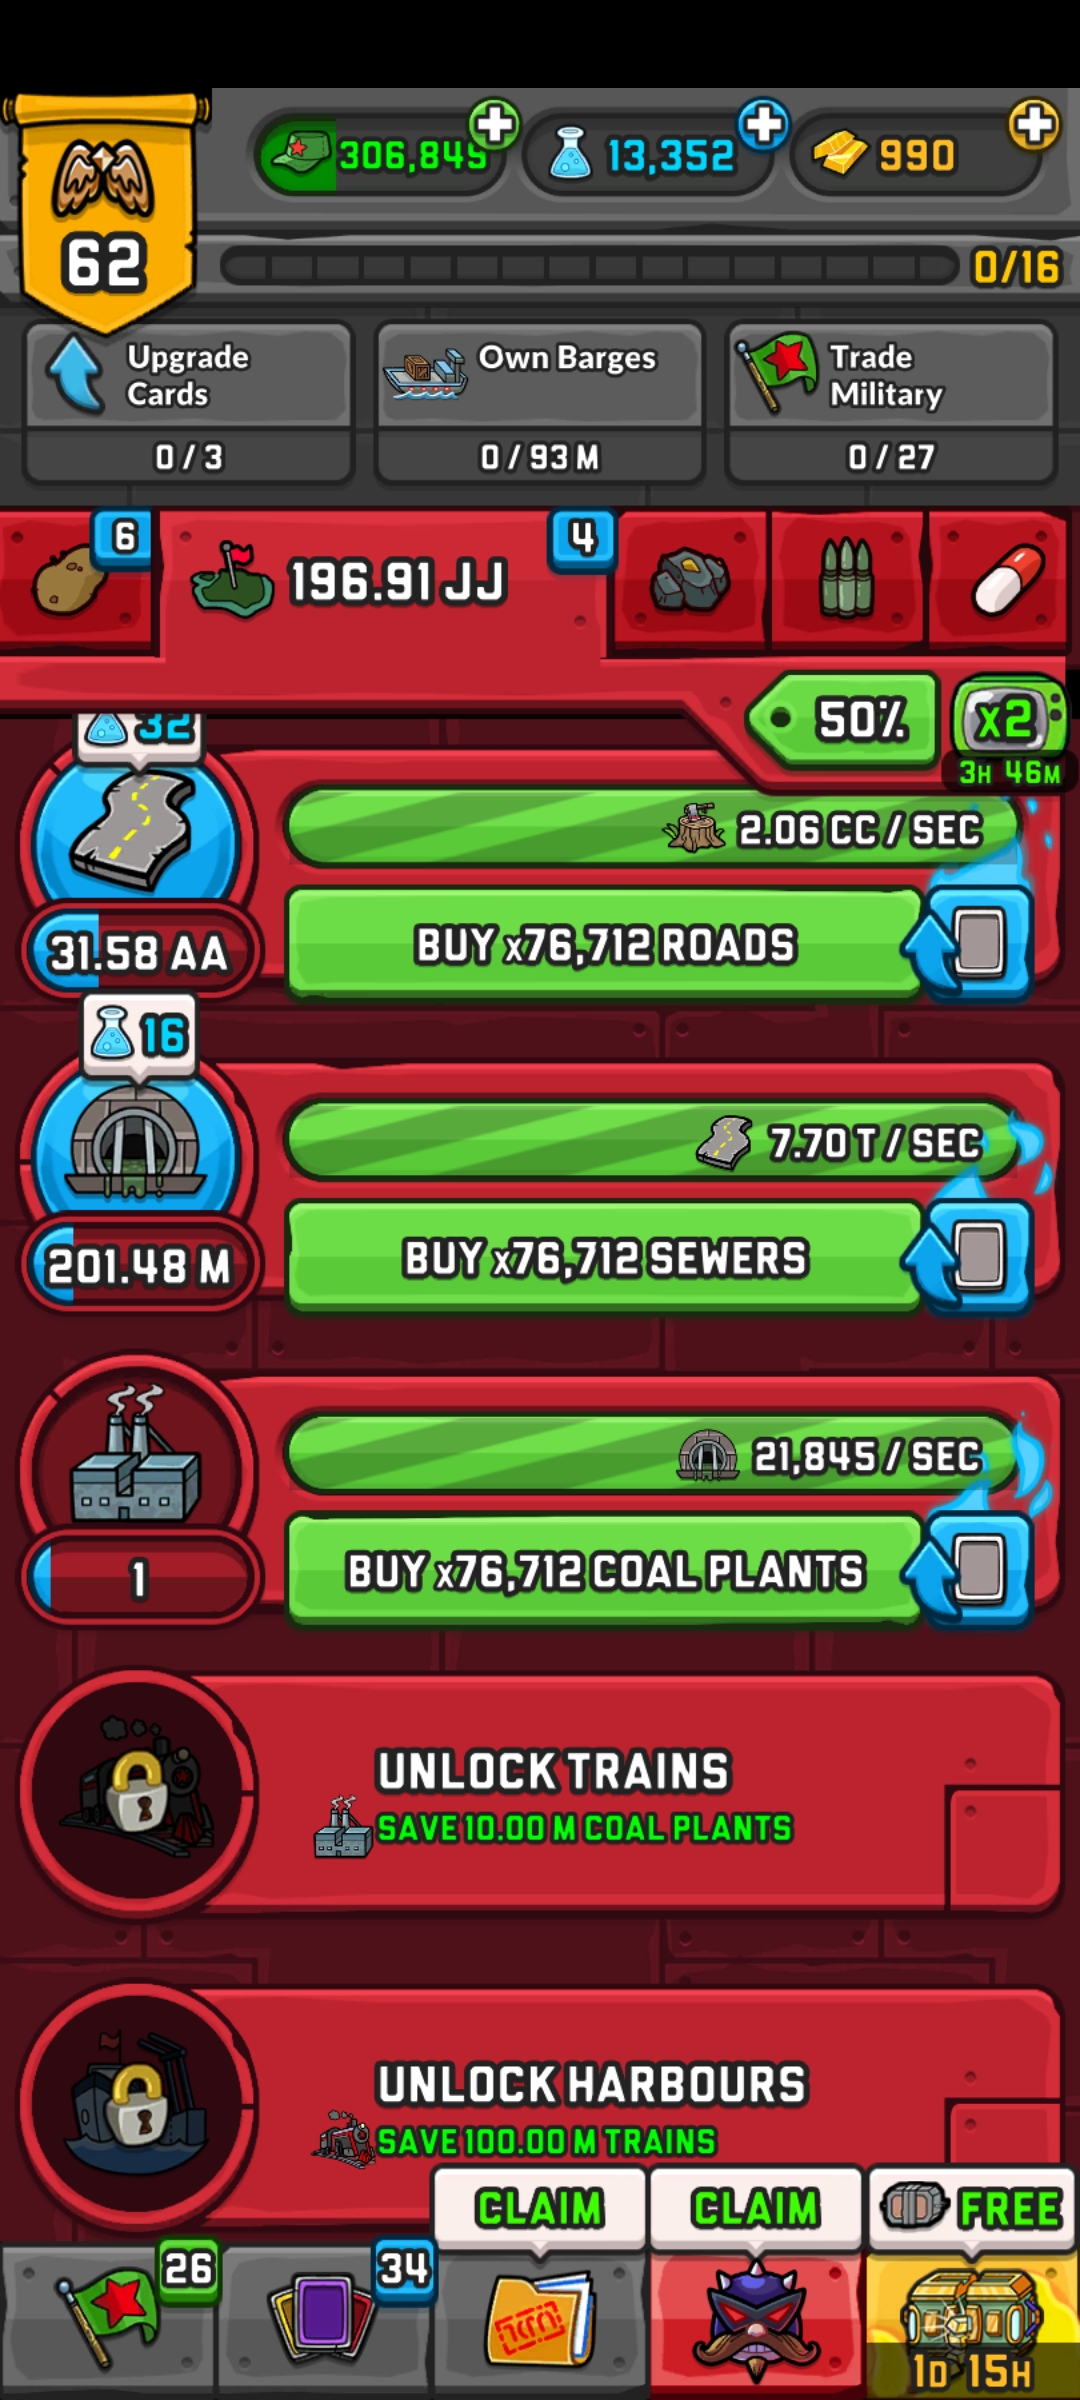 306,849
13,352
990
62
0/16
Upgrade
Cards
Own Barges
Trade
Military
0 / 3
0 / 93 M
0 / 27
6
196.91 JJ
4
50%
x2
3H 46M
32
2.06 CC / SEC
31.58 AA
BUY x76,712 ROADS
16
7.70 T / SEC
201.48 M
BUY x76,712 SEWERS
21,845 / SEC
1
BUY x76,712 COAL PLANTS
UNLOCK TRAINS
SAVE 10.00 M COAL PLANTS
UNLOCK HARBOURS
SAVE 100.00 M TRAINS
CLAIM
CLAIM
FREE
26
34
1D 15H